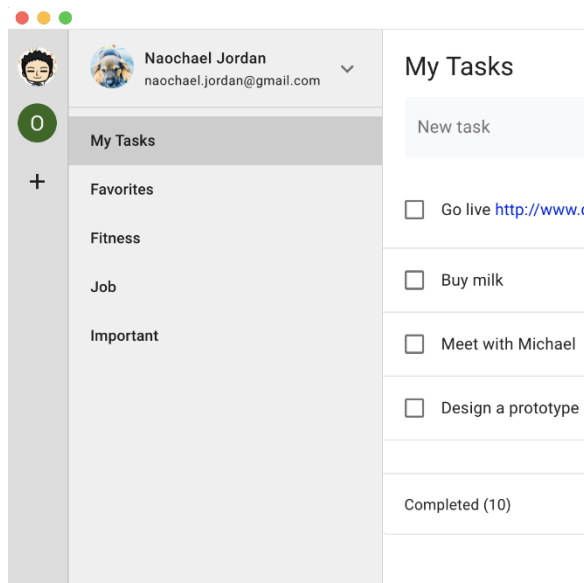 Naochael Jordan
naochael.jordan@gmail.com
O
My Tasks
Favorites
Fitness
Job
Important
My Tasks
New task
Go live http://www.
Buy milk
Meet with Michael
Design a prototype
Completed (10)